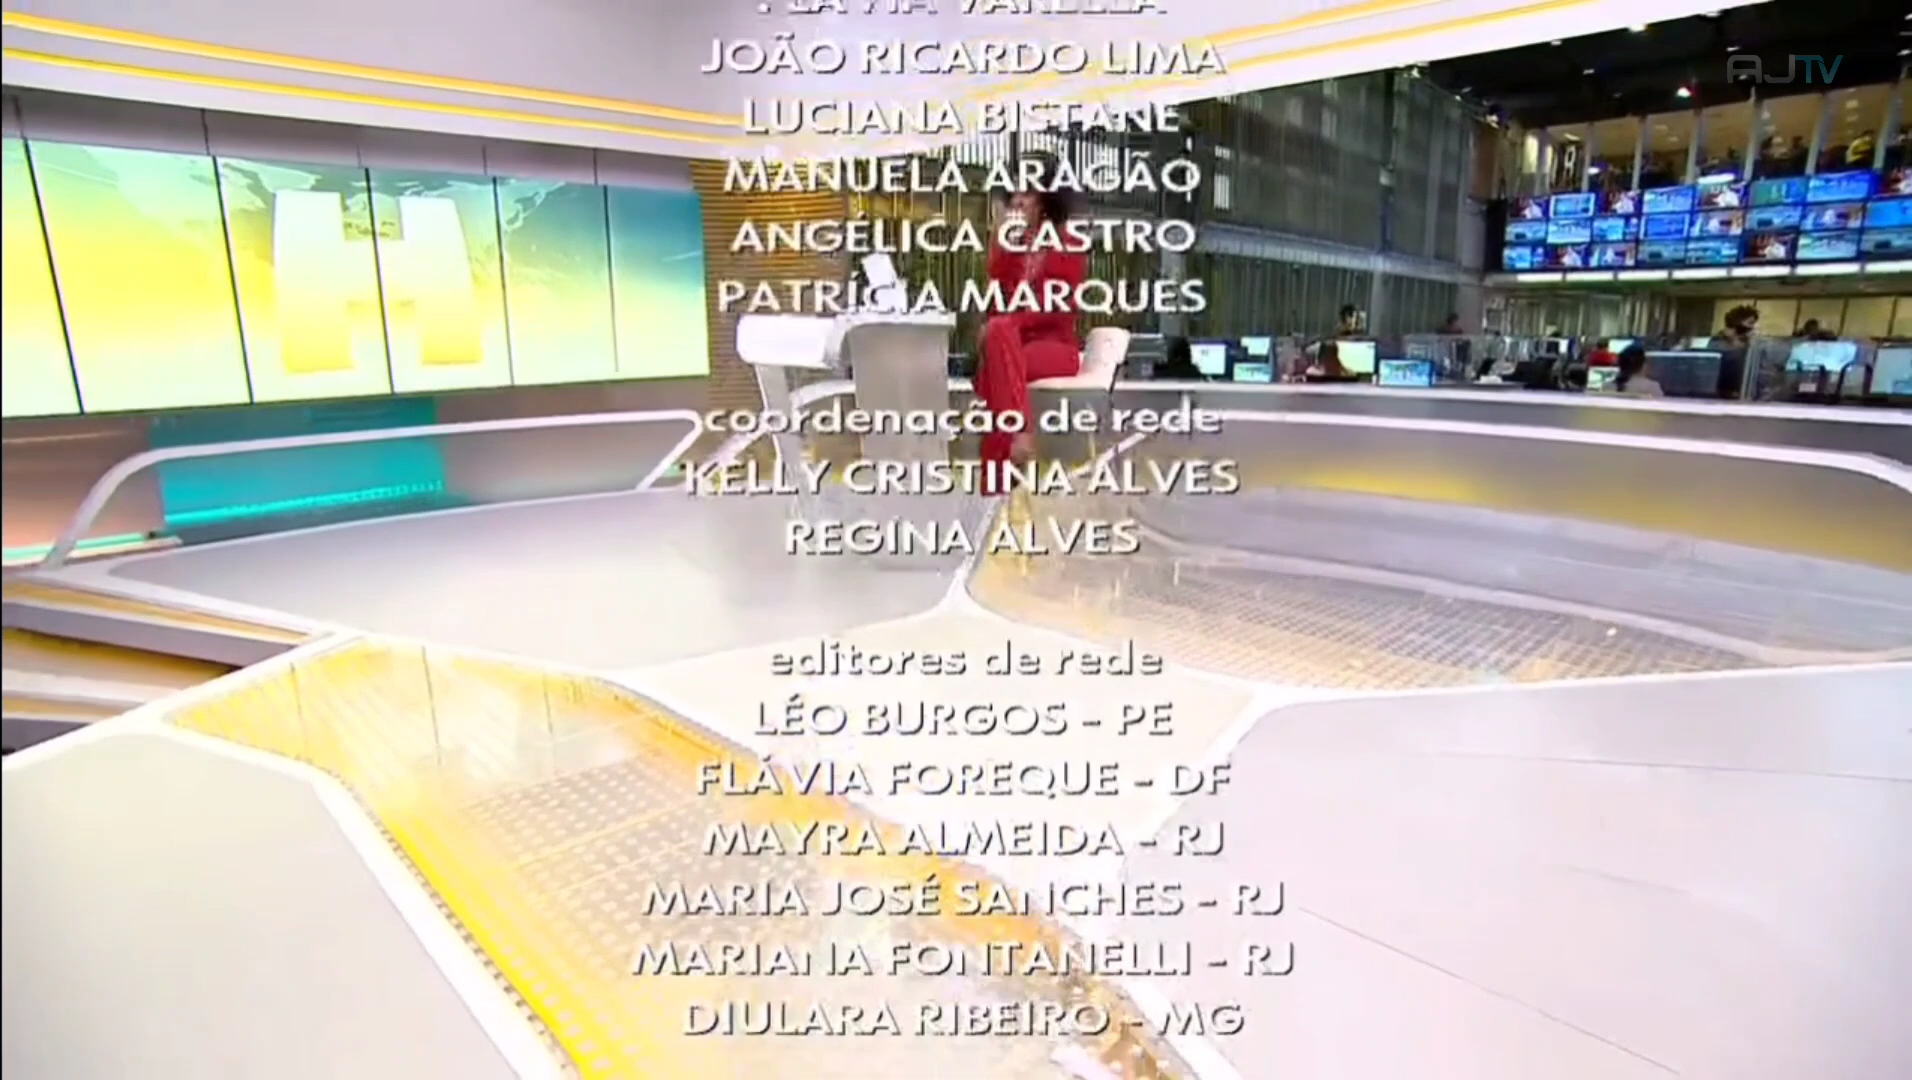 AJTV
JOÃO RICARDO LIMA
LUCIANA BISTANE
MANUELA ARAGÃO
ANGÉLICA CASTRO
PATRÍCIA MARQUES
coordenação de rede
KELLY CRISTINA ALVES
REGINA ALVES
editores de rede
LÉO BURGOS - PE
FLÁVIA FOREQUE - DF
MAYRA ALMEIDA - RJ
MARIA JOSÉ SANCHES - RJ
MARIANA FONTANELLI - RJ
DIULARA RIBEIRO - MG
H